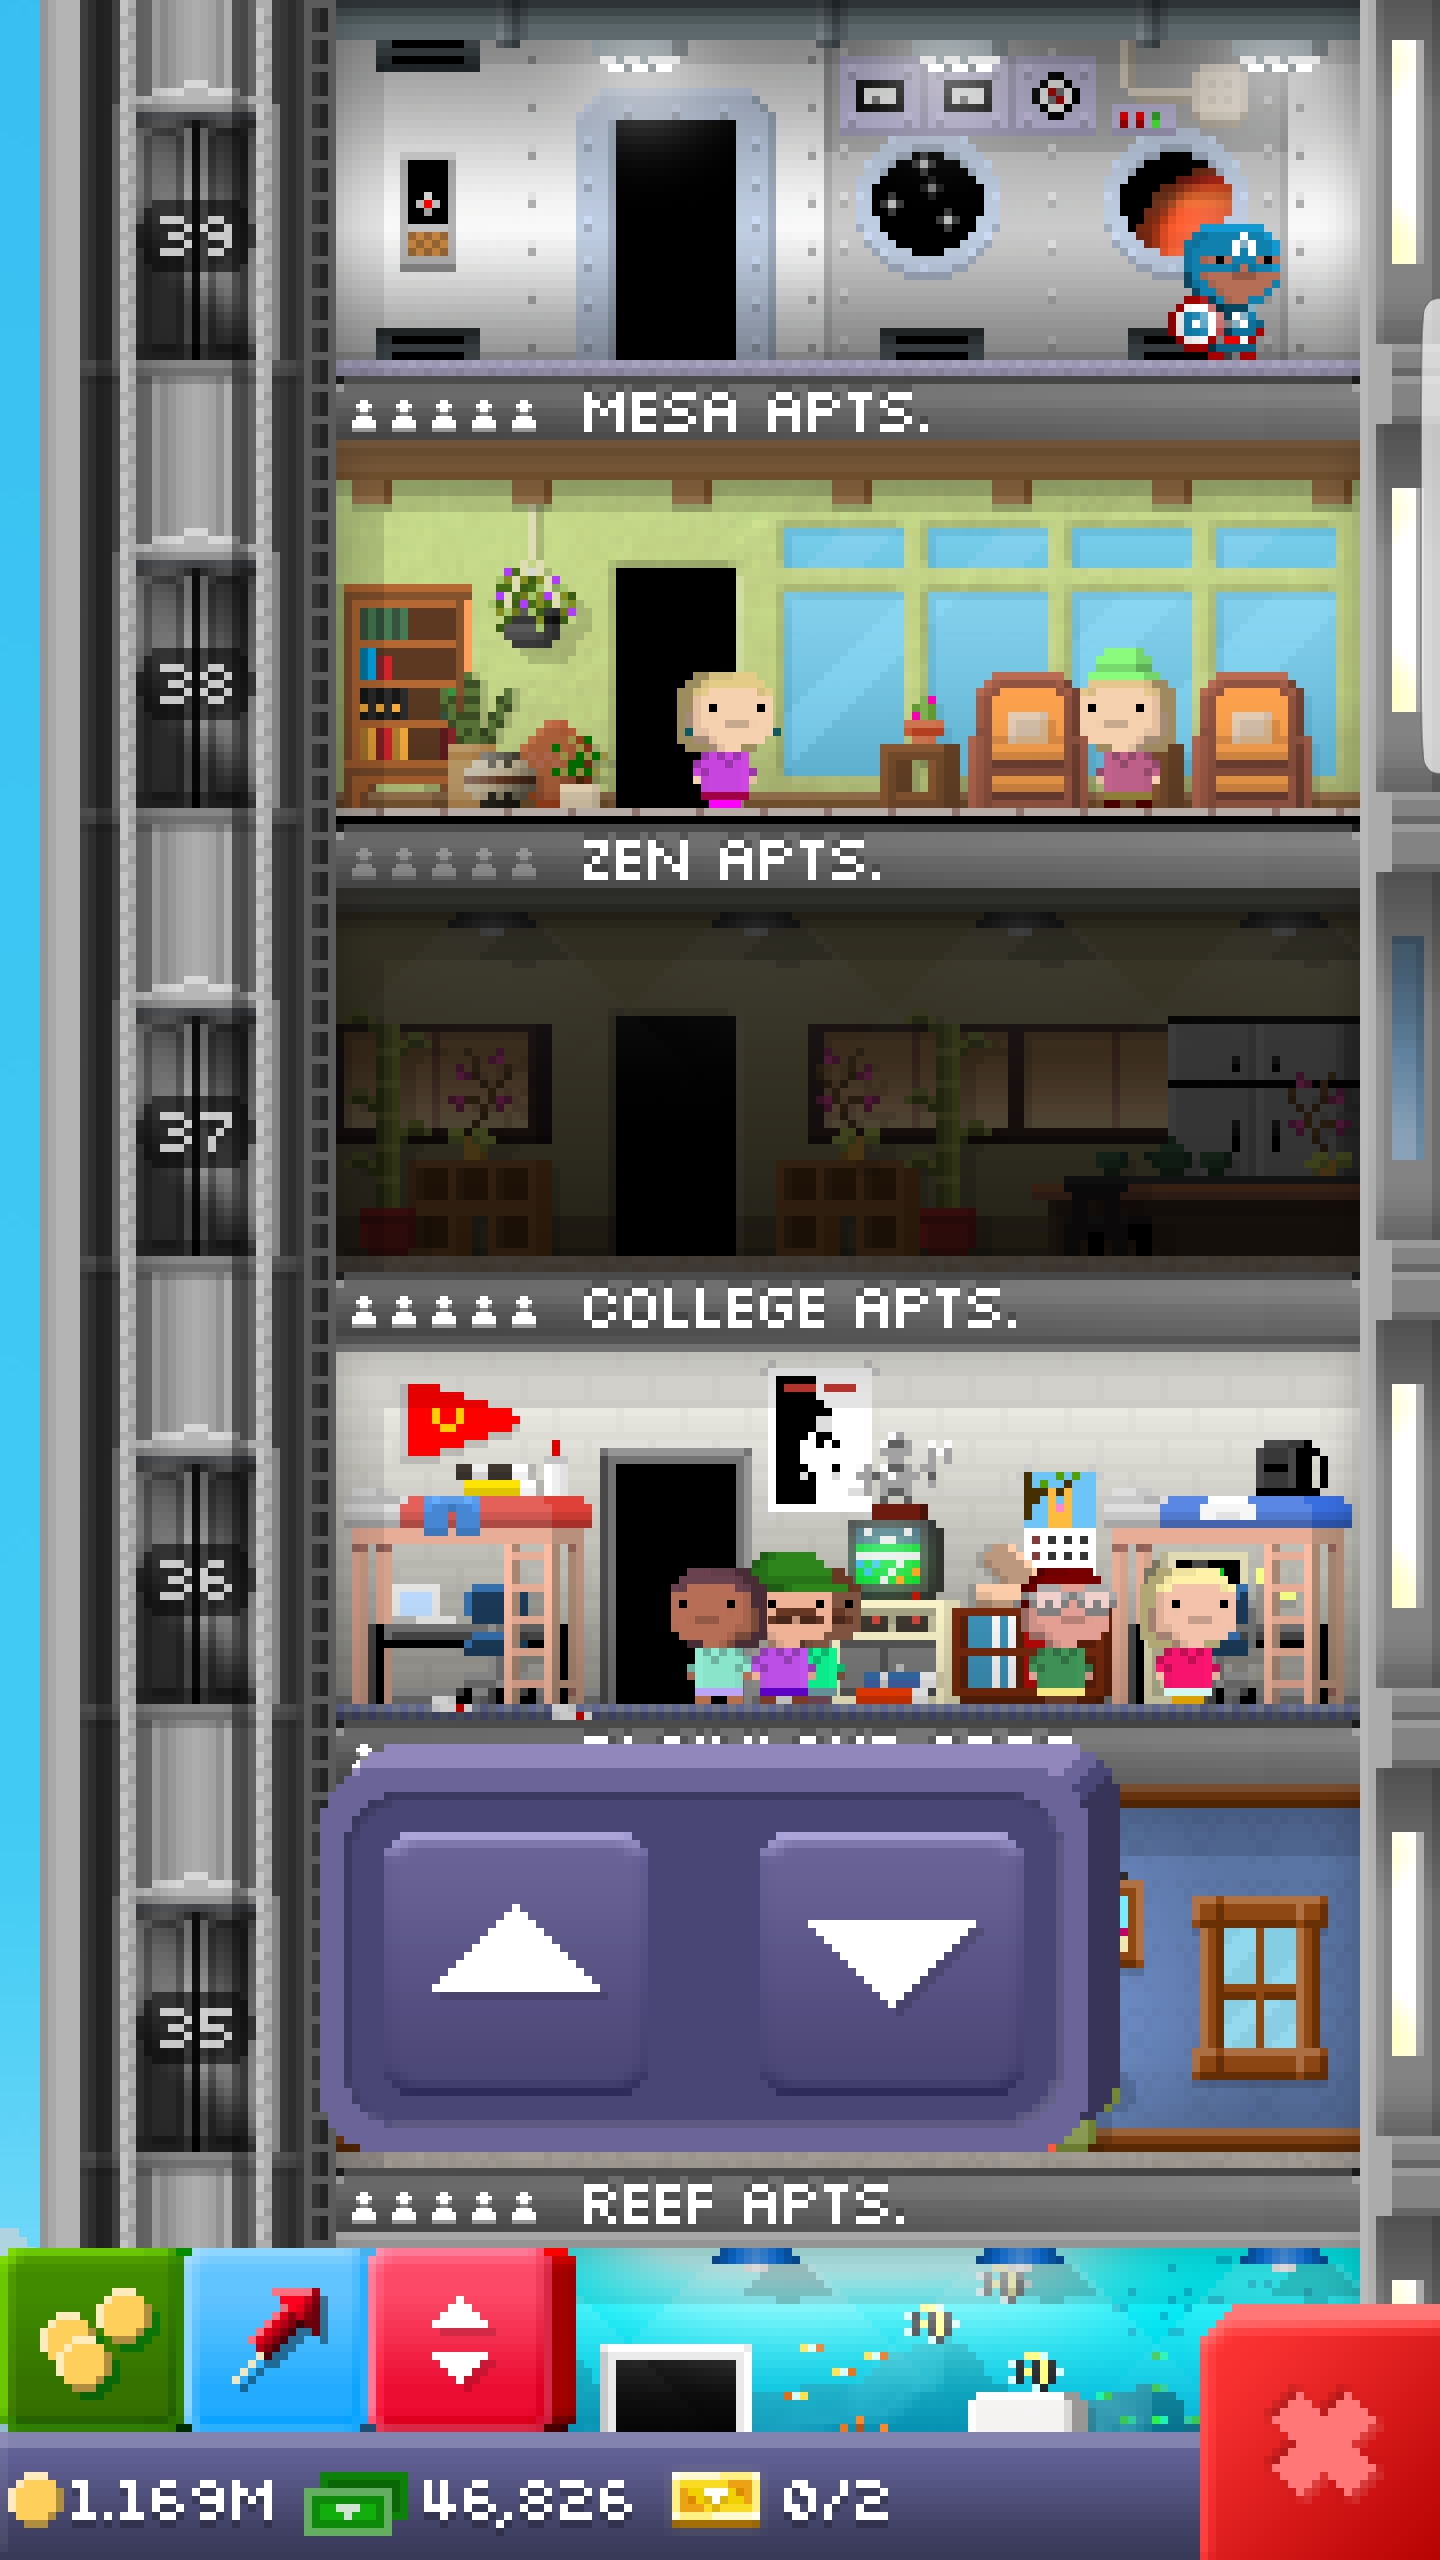 39
MESA APTS.
38
ZEN APTS.
37
COLLEGE APTS.
36
35
REEF APTS.
1.169M 46,826 0/2